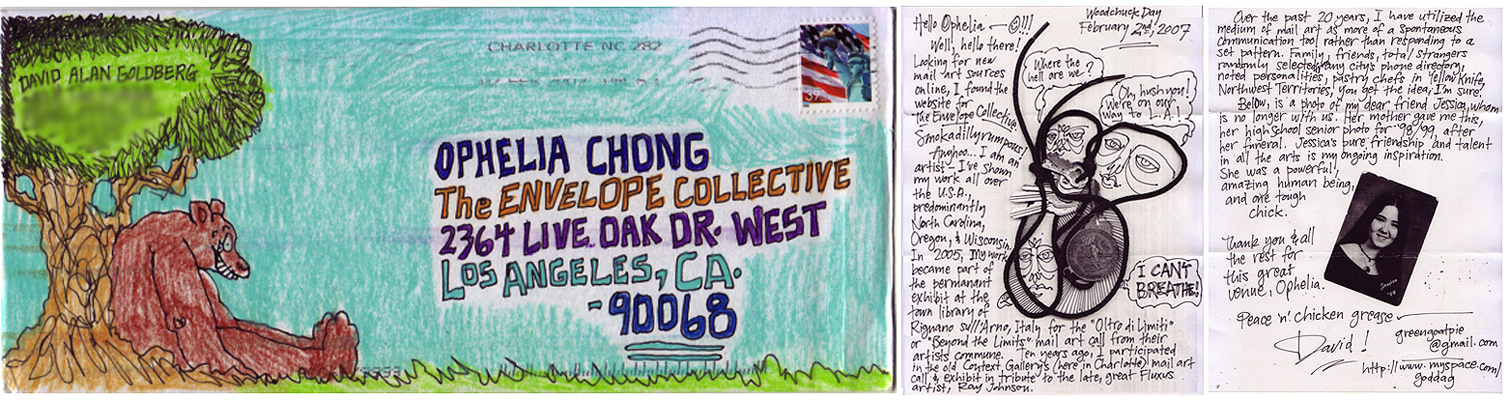 DAVID ALAN GOLDBERG
CHARLOTTE NC 282
OPHELIA CHONG
The ENVELOPE COLLECTIVE
2364 LIVE OAK DR. WEST
LOS ANGELES, CA.
-90068
Woodchuck Day
February 2nd, 2007
Hello Ophelia — !!!
Well, hello there!
Looking for new
mail art sources
online, I found the
website for
the Envelope Collective.
Smokadillyrumpous
Anyhoo... I am an
artist – I've shown
my work all over
the U.S.A.,
predominantly
North Carolina,
Oregon, & Wisconsin.
In 2005, my work
became part of
the permanant
exhibit at the
town library of
Rignano sull'Arno, Italy for the "Oltro di Limiti"
or "Beyond the Limits" mail art call from their
artists commune. Ten years ago, I participated
in the old Context Gallery's (here in Charlotte) mail art
call & exhibit in tribute to the late, great Fluxus
artist, Ray Johnson.
Where the
hell are we?
Oh, hush you!
We're on our
way to L.A.!
I CAN'T
BREATHE!
Over the past 20 years, I have utilized the
medium of mail art as more of a spontaneous
communication tool rather than responding to a
set pattern. Family, friends, total strangers
randomly selected any city's phone directory,
noted personalities, pastry chefs in Yellowknife,
Northwest Territories, you get the idea, I'm sure.
Below, is a photo of my dear friend Jessica, whom
is no longer with us. Her mother gave me this,
her high school senior photo for '98/'99, after
her funeral. Jessica's pure friendship and talent
in all the arts is my ongoing inspiration.
She was a powerful,
amazing human being,
and one tough
chick.
Thank you & all
the rest for
this great
venue, Ophelia.
Peace 'n' chicken grease
David!
greengoatpie
@gmail.com
http://www.myspace.com/
goddag